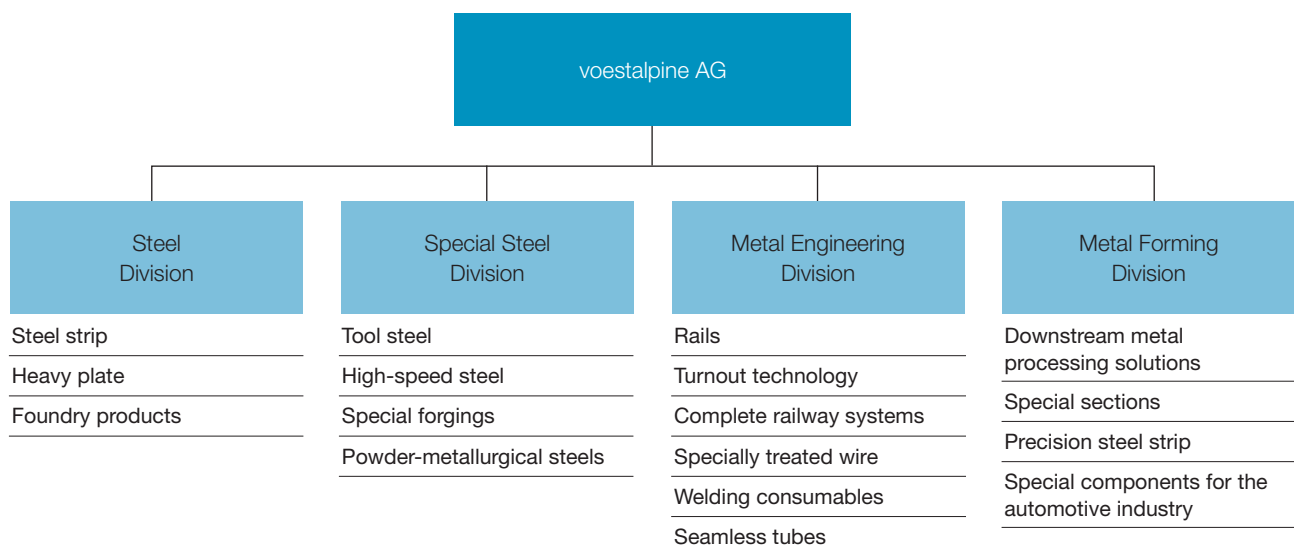 voestalpine AG
Steel
Division
Steel strip
Heavy plate
Foundry products
Special Steel
Division
Tool steel
High-speed steel
Special forgings
Powder-metallurgical steels
Metal Engineering
Division
Rails
Turnout technology
Complete railway systems
Specially treated wire
Welding consumables
Seamless tubes
Metal Forming
Division
Downstream metal
processing solutions
Special sections
Precision steel strip
Special components for the
automotive industry